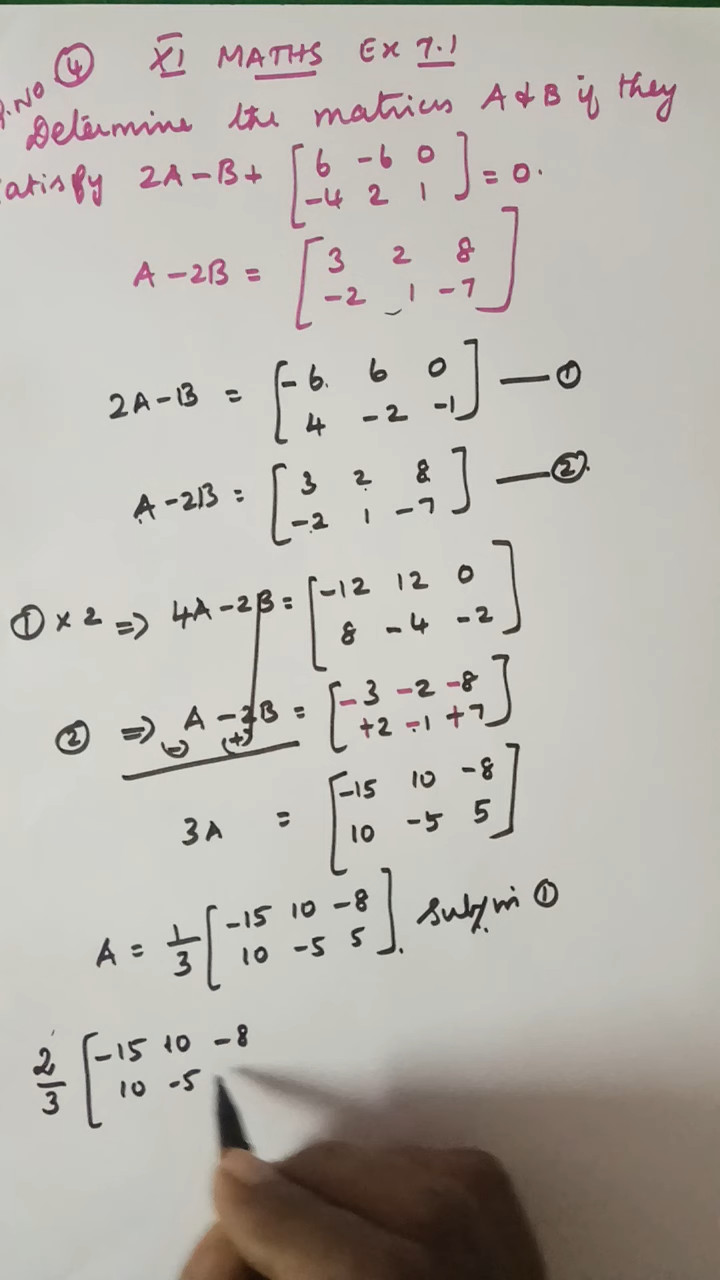 ④ XI MATHS Ex 7.1
Q.NO Determine the matrices A & B if they
satisfy 2A-B+ [6 -6 0
-4 2 1] = 0.
A-2B = [3 2 8
-2 1 -7]
2A-B = [-6 6 0
4 -2 -1] — ①
A-2B = [3 2 8
-2 1 -7] — ②.
① × 2 => 4A-2B = [-12 12 0
8 -4 -2]
② => A-2B = [-3 -2 -8
+2 -1 +7]
(-) (+)
3A = [-15 10 -8
10 -5 5]
A = 1/3 [-15 10 -8
10 -5 5]. sub/in ①
2/3 [-15 10 -8
10 -5